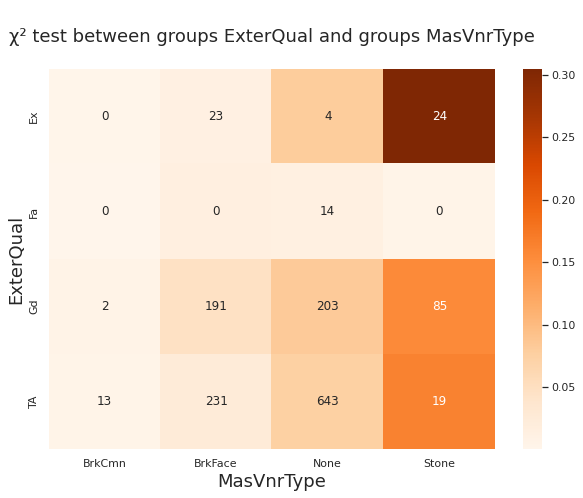 χ² test between groups ExterQual and groups MasVnrType
Ex 0 23 4 24
Fa 0 0 14 0
Gd 2 191 203 85
TA 13 231 643 19
BrkCmn BrkFace None Stone
MasVnrType
ExterQual
0.30
0.25
0.20
0.15
0.10
0.05